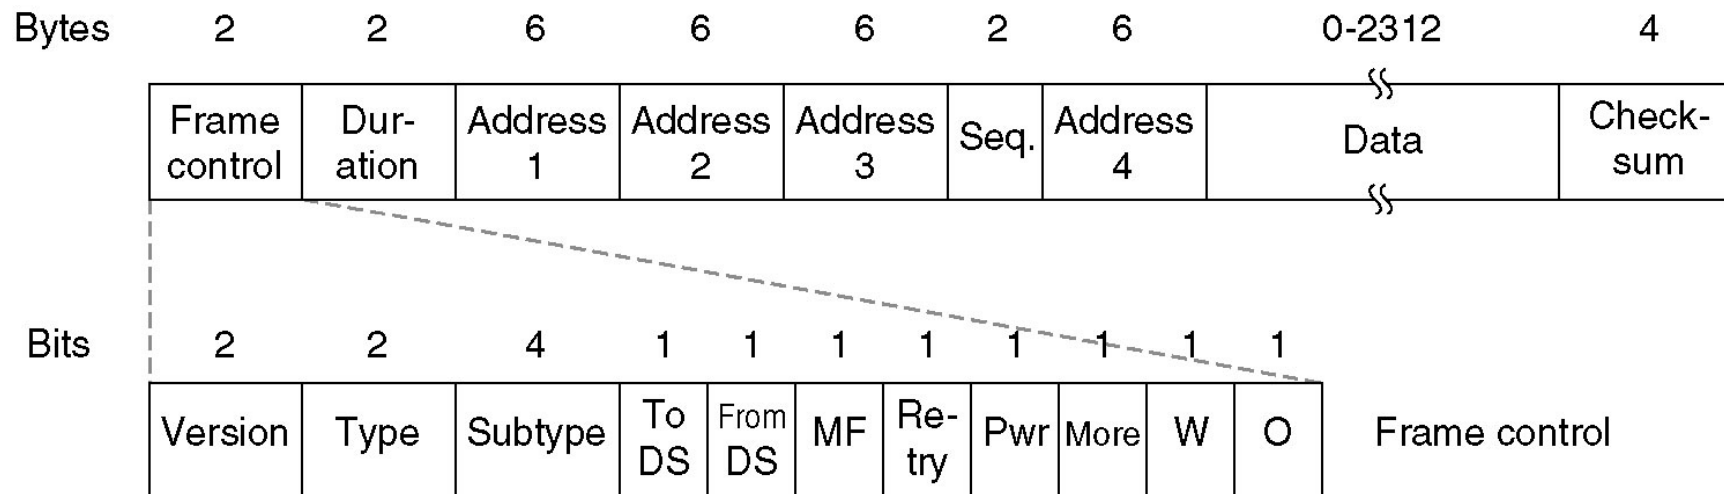 Bytes 2 2 6 6 6 2 6 0-2312 4
Frame control Dur- ation Address 1 Address 2 Address 3 Seq. Address 4 Data Check- sum
Bits 2 2 4 1 1 1 1 1 1 1 1
Version Type Subtype To DS From DS MF Re- try Pwr More W O Frame control